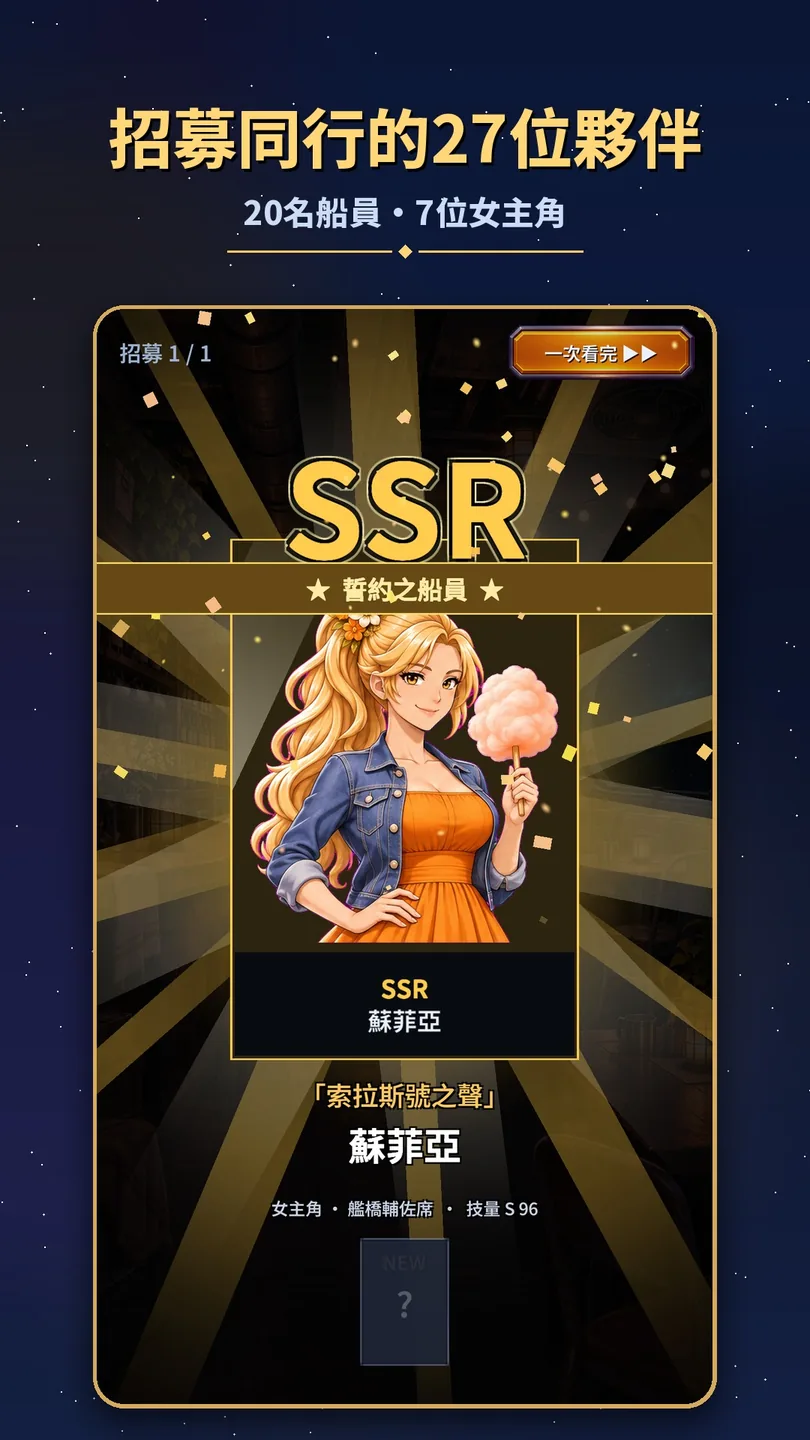 招募同行的27位夥伴
20名船員・7位女主角
招募 1 / 1
一次看完 ▶▶
SSR
★ 誓約之船員 ★
SSR
蘇菲亞
「索拉斯號之聲」
蘇菲亞
女主角 · 艦橋輔佐席 · 技量 S 96
NEW
?